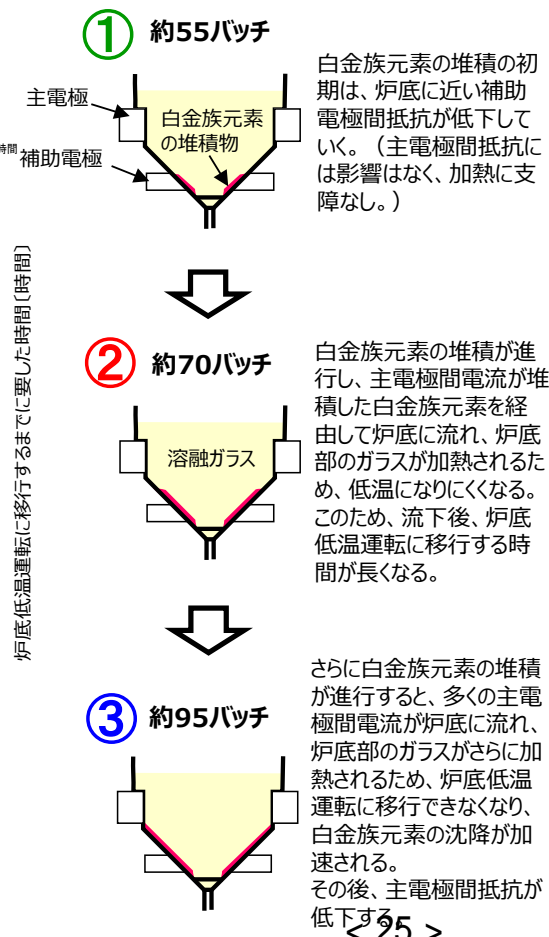 ① 約55バッチ
主電極
白金族元素
の堆積物
時間
補助電極
白金族元素の堆積の初
期は、炉底に近い補助
電極間抵抗が低下して
いく。（主電極間抵抗に
は影響はなく、加熱に支
障なし。）
炉底低温運転に移行するまでに要した時間〔時間〕
② 約70バッチ
溶融ガラス
白金族元素の堆積が進
行し、主電極間電流が堆
積した白金族元素を経
由して炉底に流れ、炉底
部のガラスが加熱されるた
め、低温になりにくくなる。
このため、流下後、炉底
低温運転に移行する時
間が長くなる。
③ 約95バッチ
さらに白金族元素の堆積
が進行すると、多くの主電
極間電流が炉底に流れ、
炉底部のガラスがさらに加
熱されるため、炉底低温
運転に移行できなくなり、
白金族元素の沈降が加
速される。
その後、主電極間抵抗が
低下する。
< 25 >